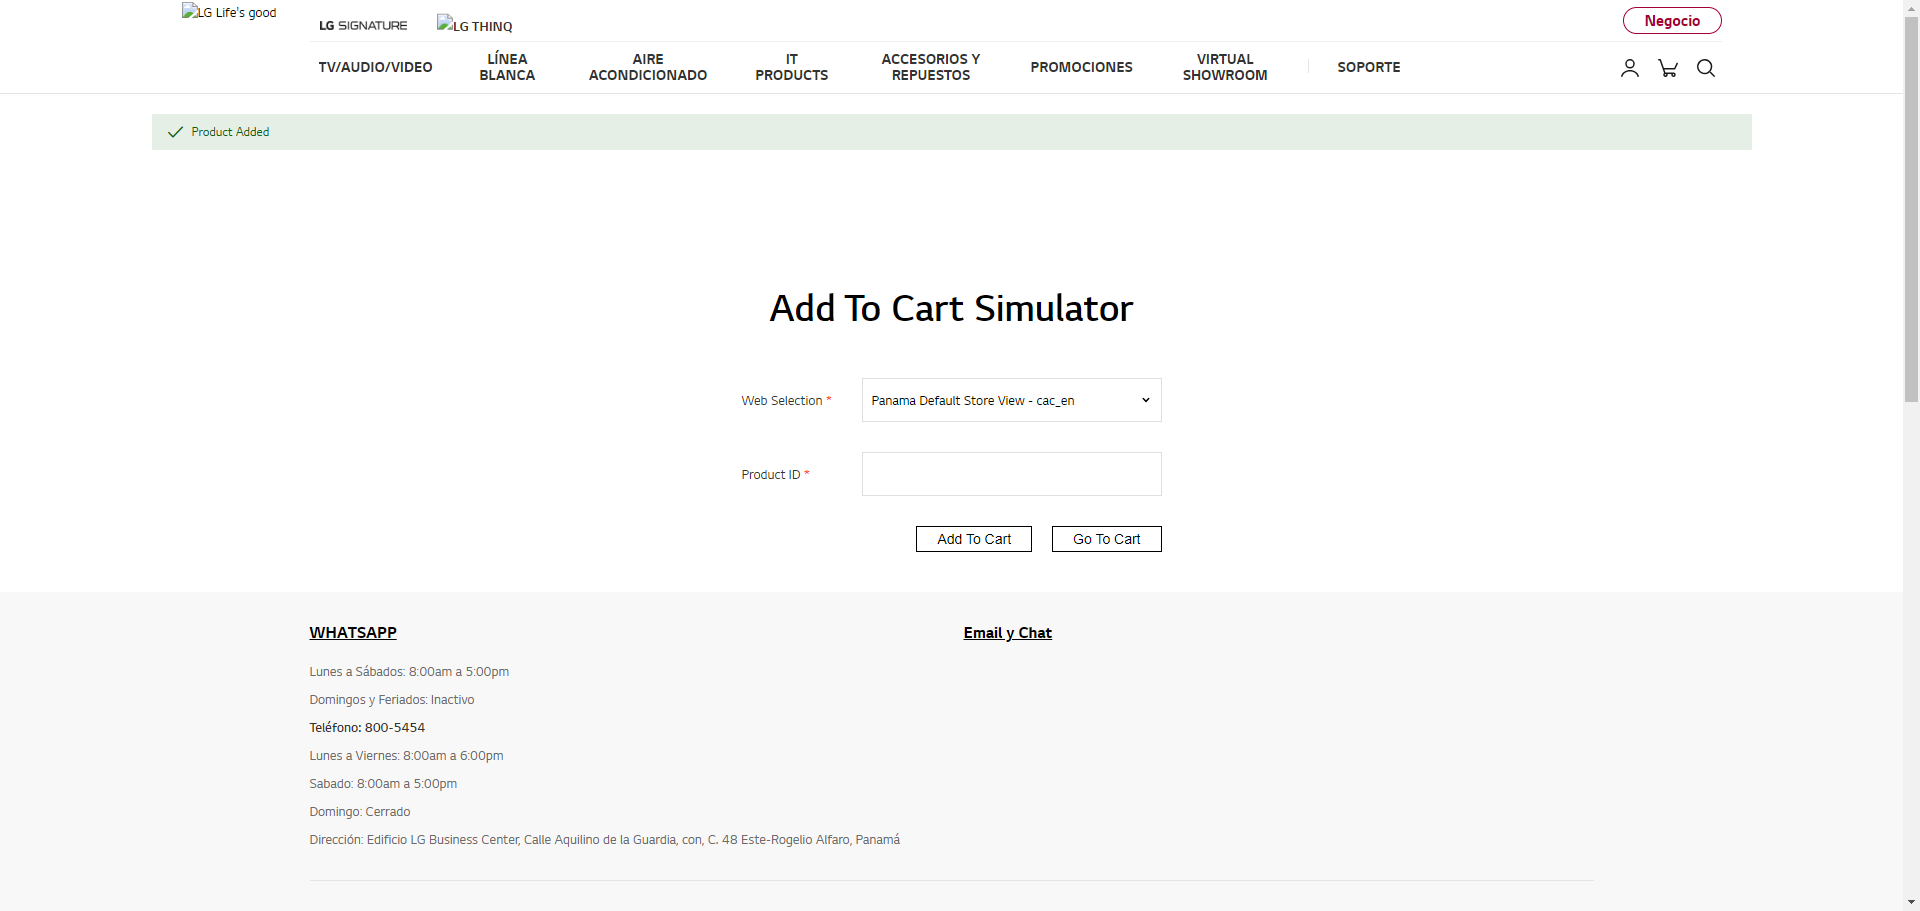 LG Life's good
LG SIGNATURE
LG THINQ
Negocio
TV/AUDIO/VIDEO
LÍNEA
BLANCA
AIRE
ACONDICIONADO
IT
PRODUCTS
ACCESORIOS Y
REPUESTOS
PROMOCIONES
VIRTUAL
SHOWROOM
SOPORTE
Product Added
Add To Cart Simulator
Web Selection *
Panama Default Store View - cac_en
Product ID *
Add To Cart
Go To Cart
WHATSAPP
Lunes a Sábados: 8:00am a 5:00pm
Domingos y Feriados: Inactivo
Teléfono: 800-5454
Lunes a Viernes: 8:00am a 6:00pm
Sabado: 8:00am a 5:00pm
Domingo: Cerrado
Dirección: Edificio LG Business Center, Calle Aquilino de la Guardia, con, C. 48 Este-Rogelio Alfaro, Panamá
Email y Chat